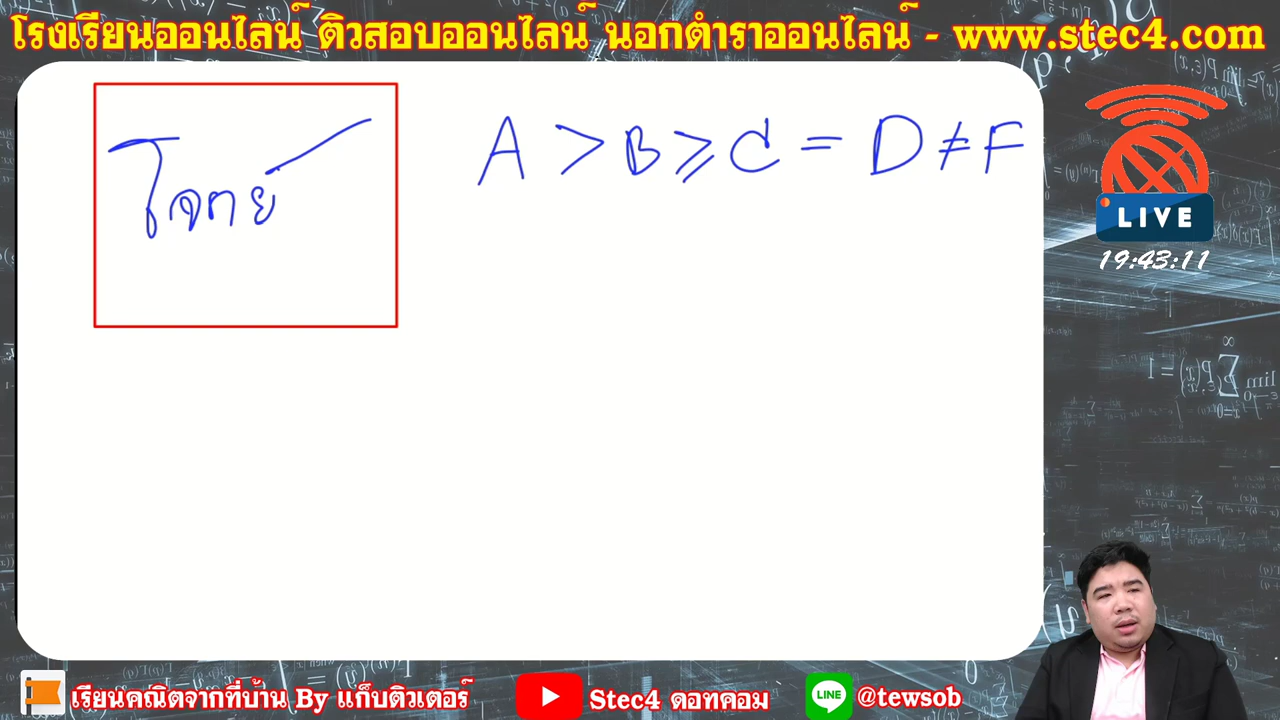 โรงเรียนออนไลน์ ติวสอบออนไลน์ นอกตำราออนไลน์ - www.stec4.com
โจทย์
A > B ⩾ C = D ≠ F
LIVE
19:43:11
เรียนคณิตจากที่บ้าน By แก็บติวเตอร์
Stec4 ดอทคอม
LINE
@tewsob